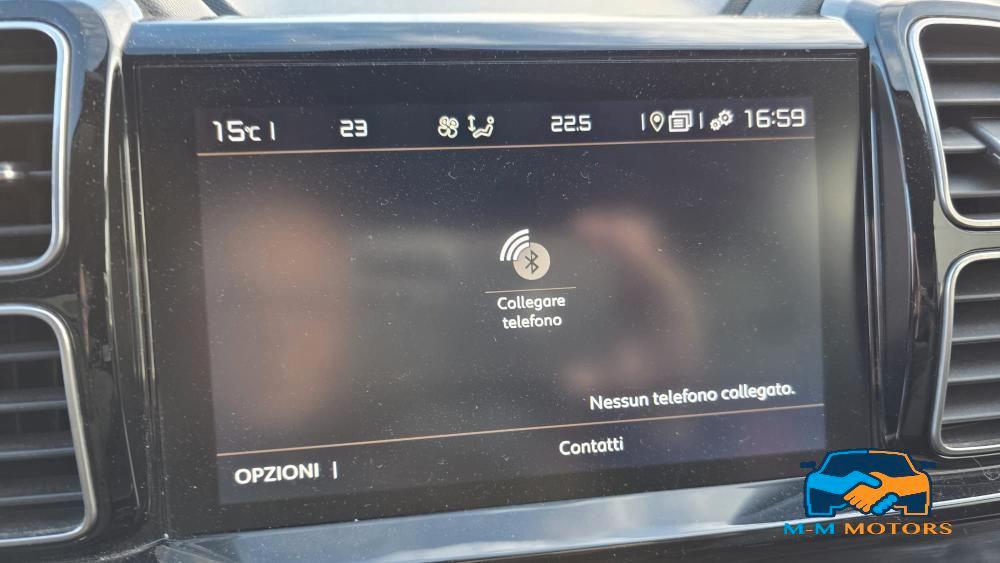 15°C | 23 22.5 | | 16:59
Collegare
telefono
Nessun telefono collegato.
Contatti
OPZIONI |
M-M MOTORS